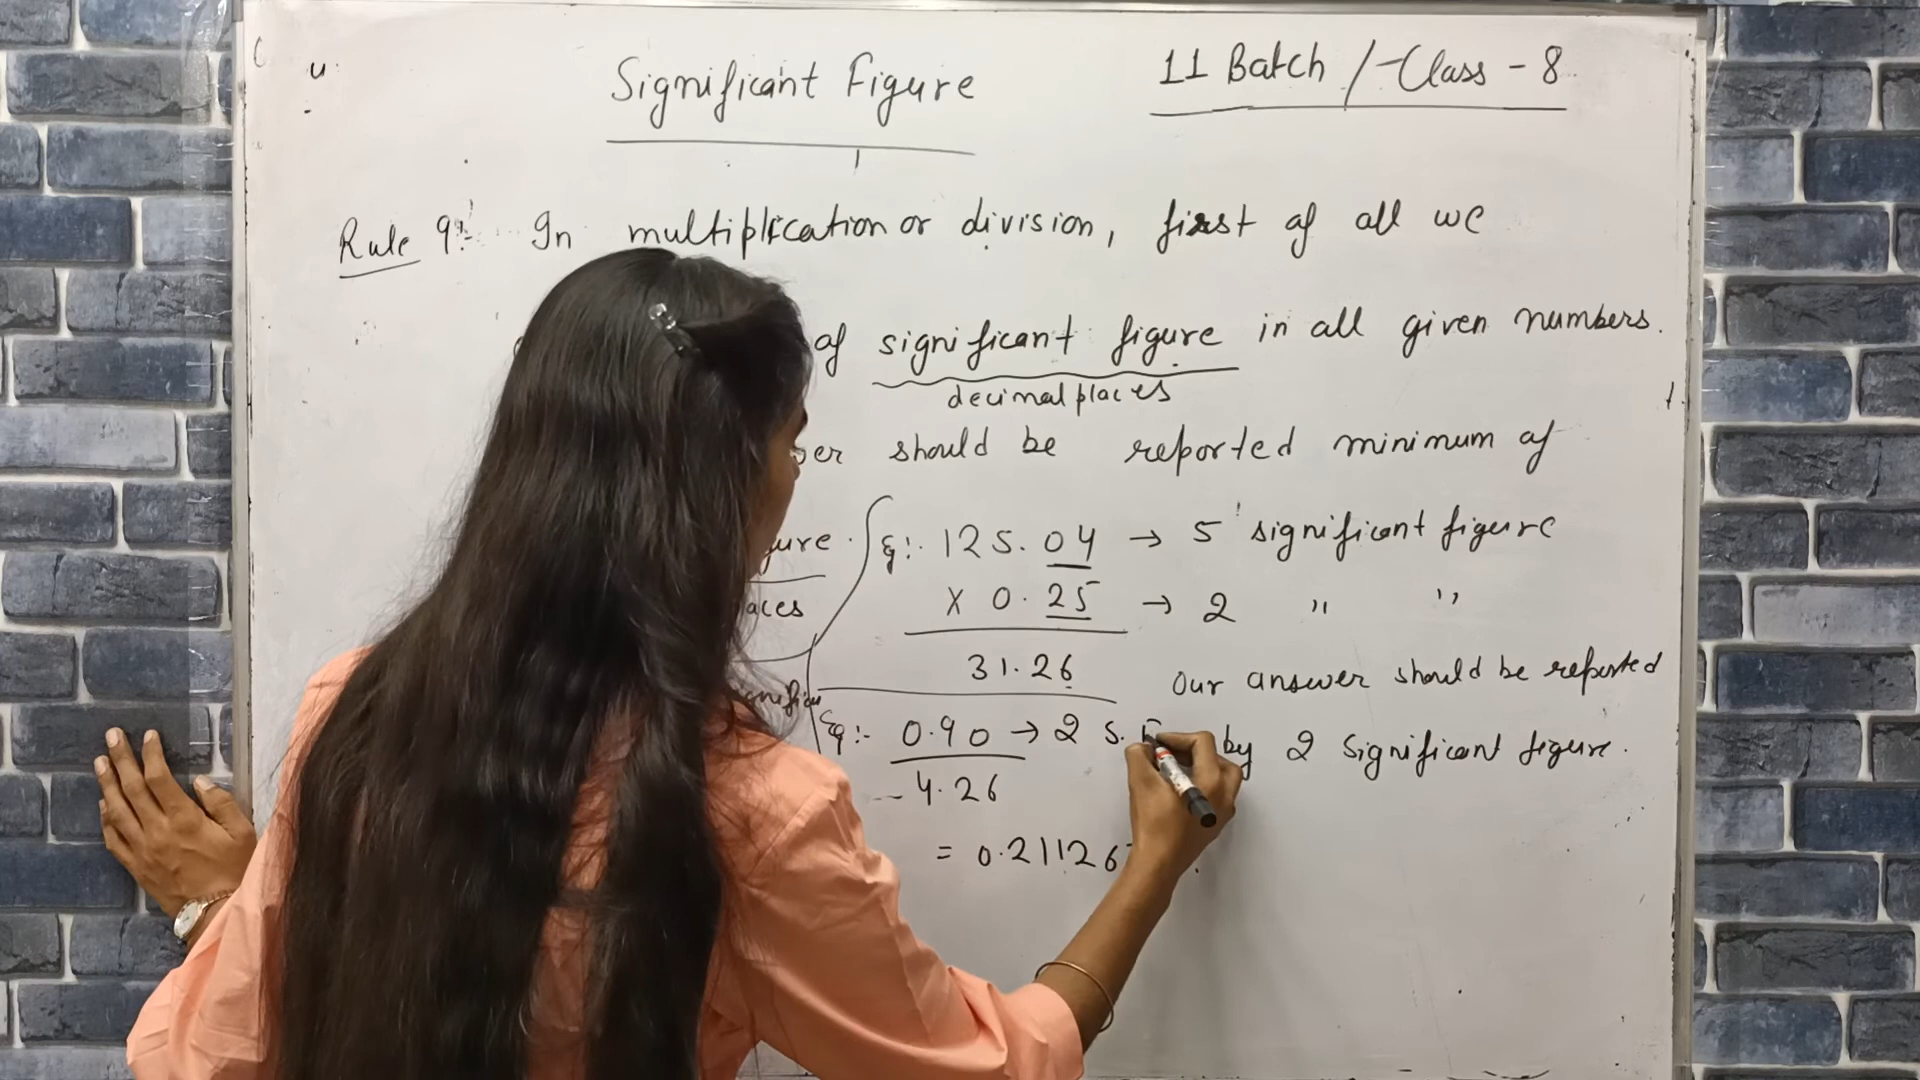 Significant Figure
11 Batch / Class - 8
Rule 9:- In multiplication or division, first of all we
of significant figure in all given numbers.
decimal places
should be reported minimum of
Eg:- 125.04 → 5 significant figure
X 0.25 → 2 " "
31.26
Our answer should be reported
by 2 significant figure.
Eg:- 0.90 → 2 S.
4.26
= 0.21126